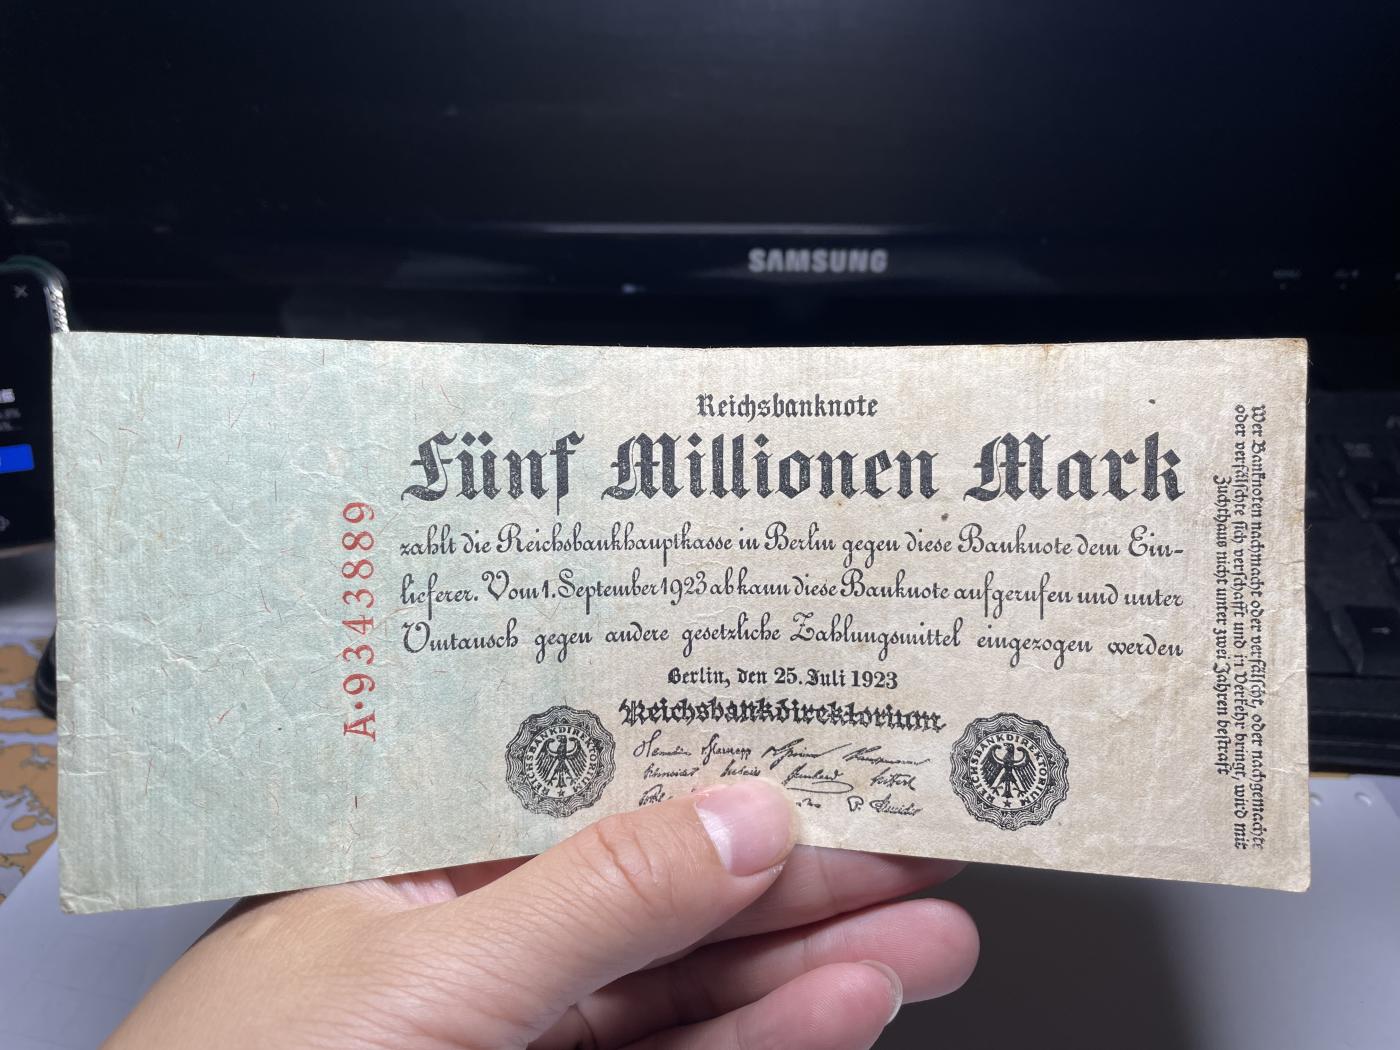 SAMSUNG
Reichsbanknote
Fünf Millionen Mark
zahlt die Reichsbankhauptkasse in Berlin gegen diese Banknote dem Ein-
lieferer. Vom 1. September 1923 ab kann diese Banknote aufgerufen und unter
Umtausch gegen andere gesetzliche Zahlungsmittel eingezogen werden
Berlin, den 25. Juli 1923
Reichsbankdirektorium
REICHSBANKDIREKTORIUM
REICHSBANKDIREKTORIUM
A·9343889
Wer Banknoten nachmacht oder verfälscht, oder nachgemachte
oder verfälschte sich verschafft und in Verkehr bringt, wird mit
Zuchthaus nicht unter zwei Jahren bestraft